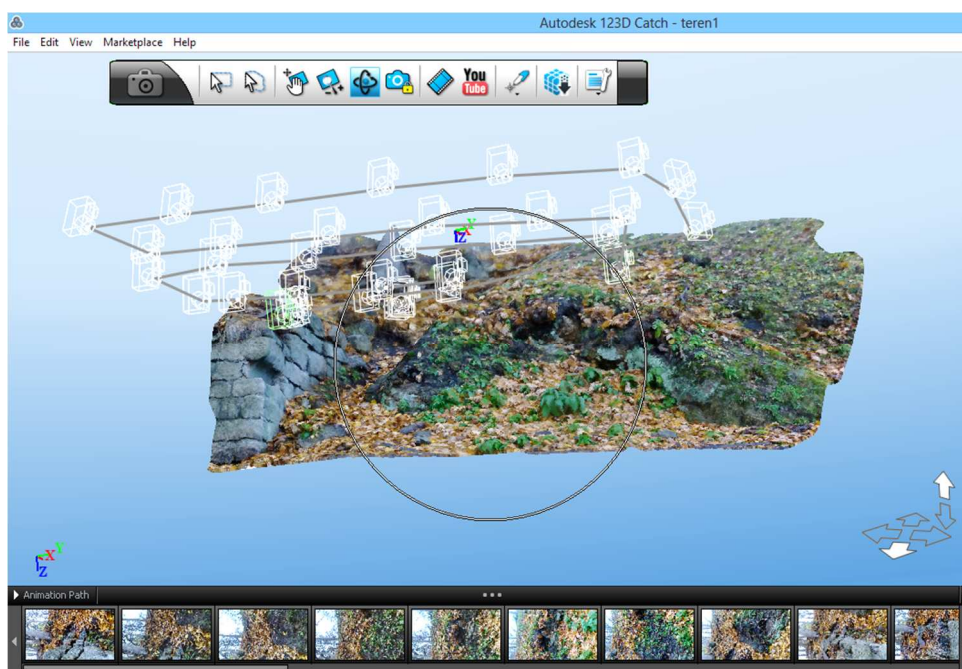 Autodesk 123D Catch - teren1
File Edit View Marketplace Help
You
Tube
Y
X
Z
Y
X
Z
Animation Path